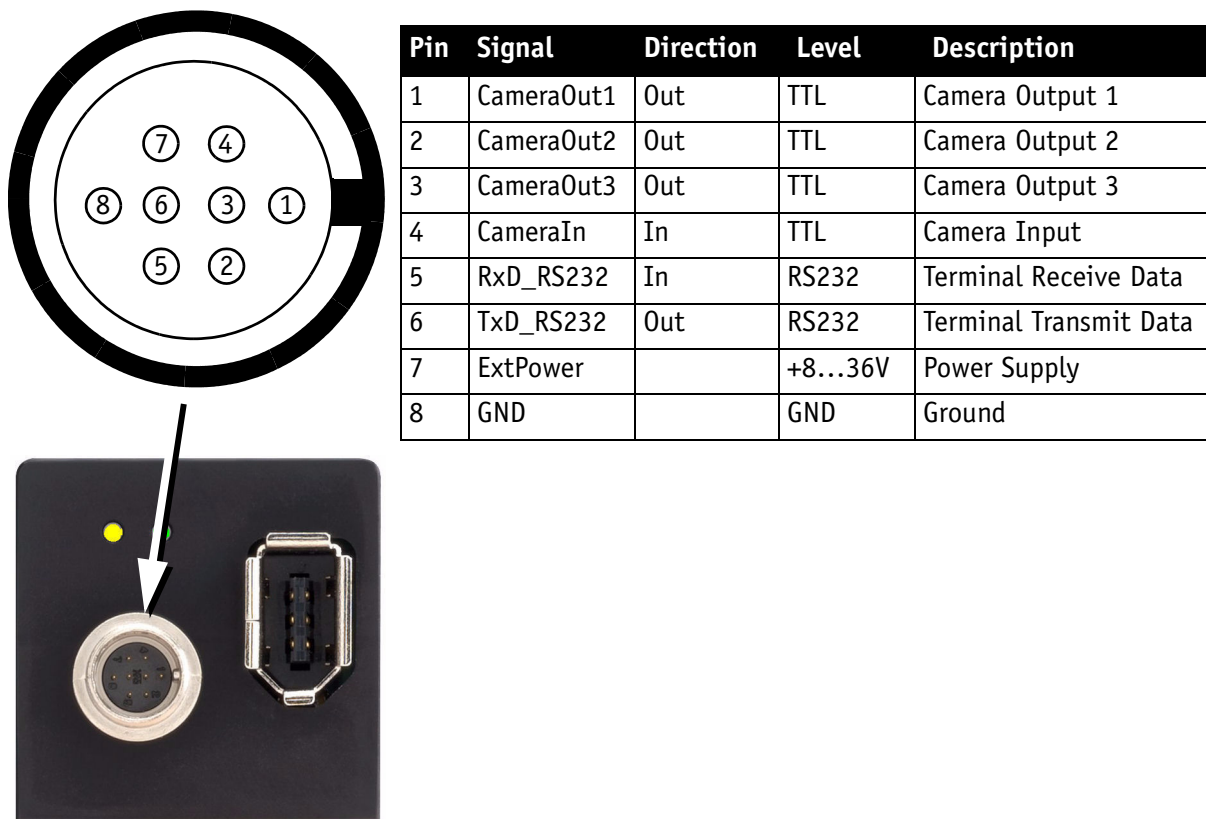 7 4
8 6 3 1
5 2
Pin Signal Direction Level Description
1 CameraOut1 Out TTL Camera Output 1
2 CameraOut2 Out TTL Camera Output 2
3 CameraOut3 Out TTL Camera Output 3
4 CameraIn In TTL Camera Input
5 RxD_RS232 In RS232 Terminal Receive Data
6 TxD_RS232 Out RS232 Terminal Transmit Data
7 ExtPower +8...36V Power Supply
8 GND GND Ground